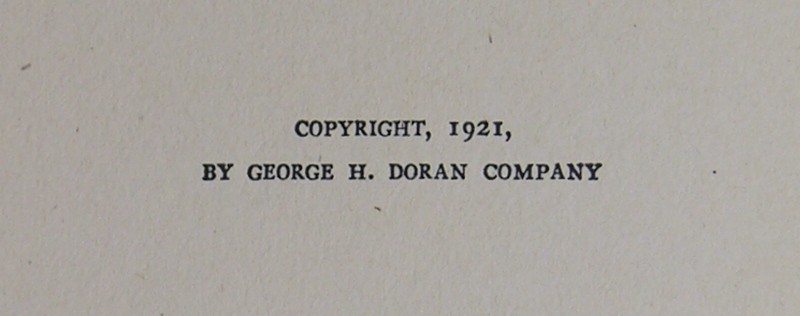 COPYRIGHT, 1921,
BY GEORGE H. DORAN COMPANY